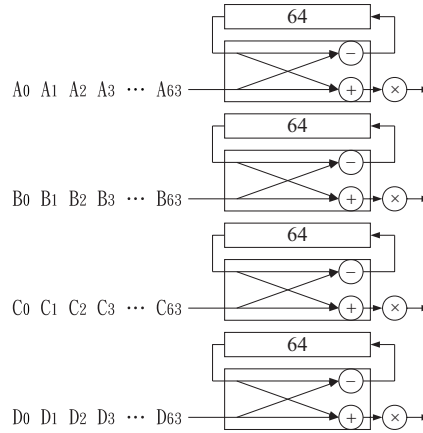 64
−
A0 A1 A2 A3 ··· A63 + ×
64
−
B0 B1 B2 B3 ··· B63 + ×
64
−
C0 C1 C2 C3 ··· C63 + ×
64
−
D0 D1 D2 D3 ··· D63 + ×